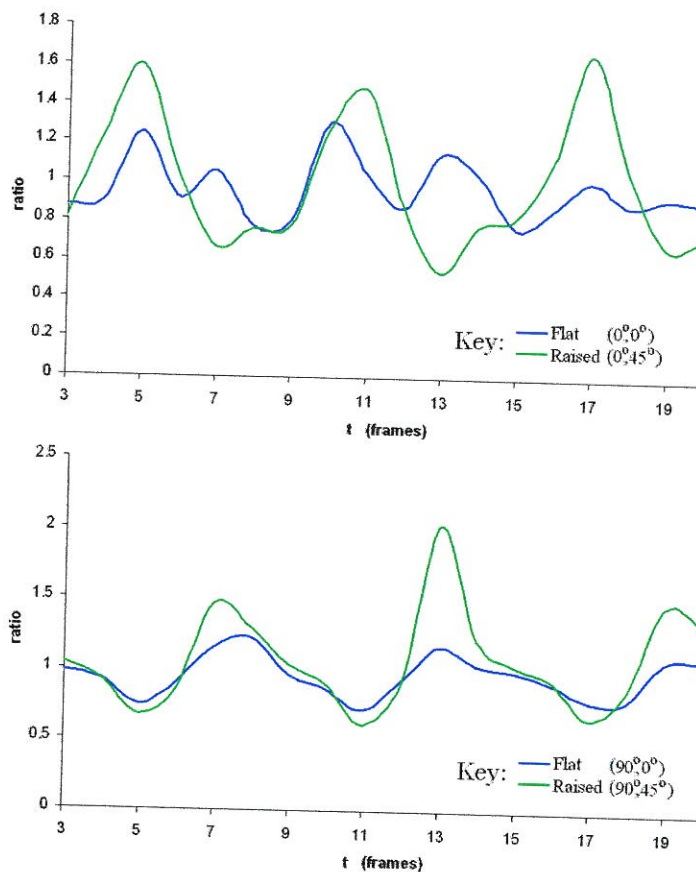 1.8
1.6
1.4
1.2
1
0.8
0.6
0.4
0.2
0
ratio
Key:
Flat (0°,0°)
Raised (0°,45°)
3 5 7 9 11 13 15 17 19
t (frames)
2.5
2
1.5
1
0.5
0
ratio
Key:
Flat (90°,0°)
Raised (90°,45°)
3 5 7 9 11 13 15 17 19
t (frames)